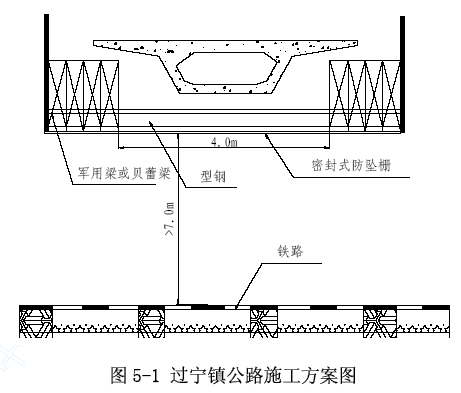 4.0m
军用梁或贝蕾梁
型钢
密封式防坠栅
>7.0m
铁路
图 5-1 过宁镇公路施工方案图